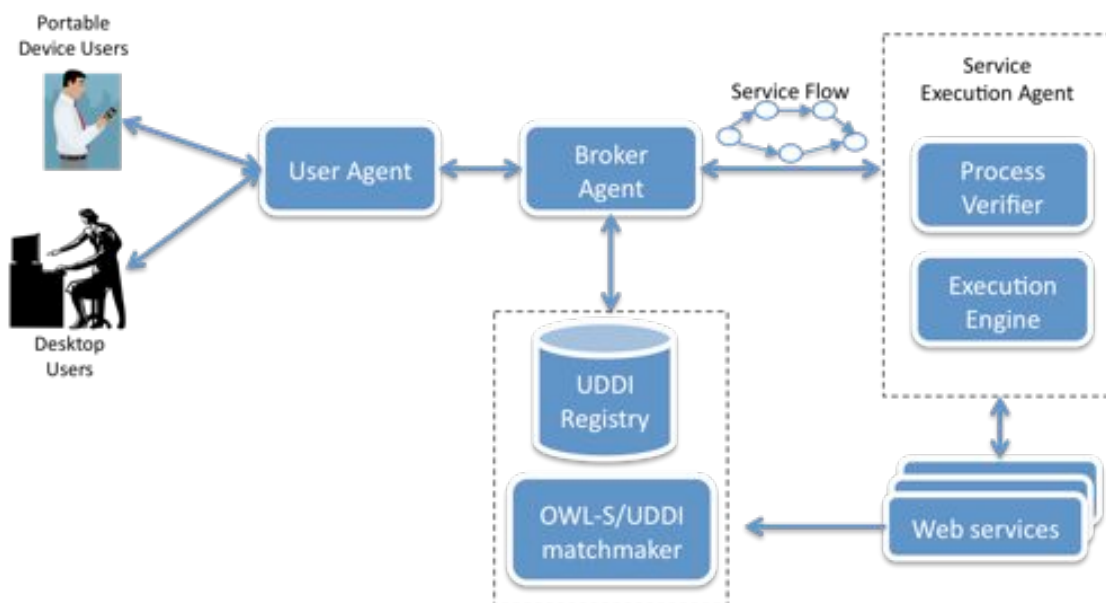 Portable
Device Users
Desktop
Users
User Agent
Broker
Agent
Service Flow
Service
Execution Agent
Process
Verifier
Execution
Engine
UDDI
Registry
OWL-S/UDDI
matchmaker
Web services